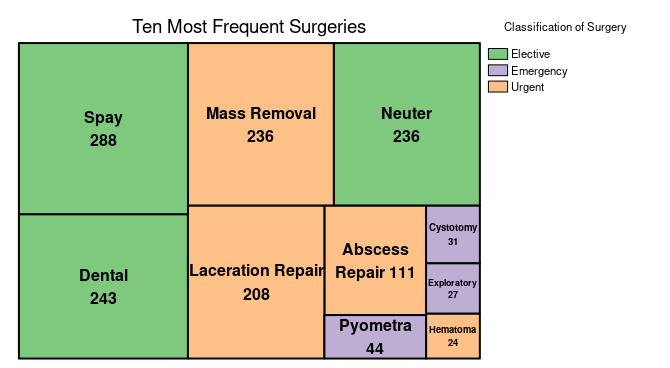 Ten Most Frequent Surgeries
Classification of Surgery
Elective
Emergency
Urgent
Spay
288
Mass Removal
236
Neuter
236
Dental
243
Laceration Repair
208
Abscess
Repair 111
Pyometra
44
Cystotomy
31
Exploratory
27
Hematoma
24